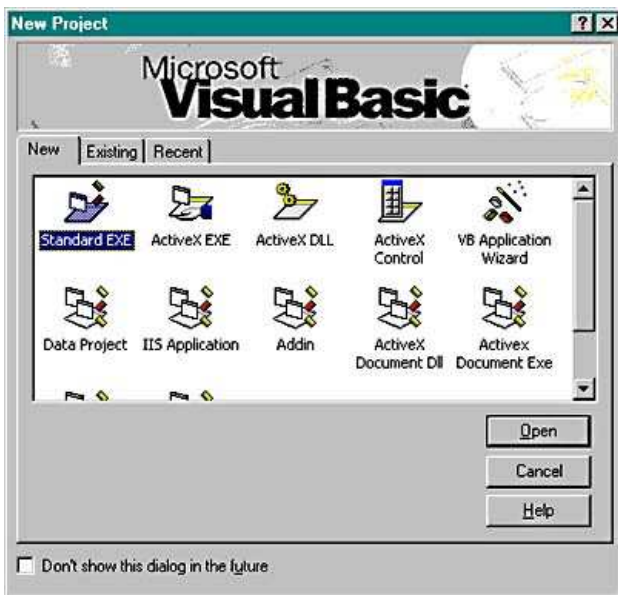 New Project
Microsoft
Visual Basic
New Existing Recent
Standard EXE ActiveX EXE ActiveX DLL ActiveX Control VB Application Wizard
Data Project IIS Application Addin ActiveX Document Dll Activex Document Exe
Open
Cancel
Help
Don't show this dialog in the future